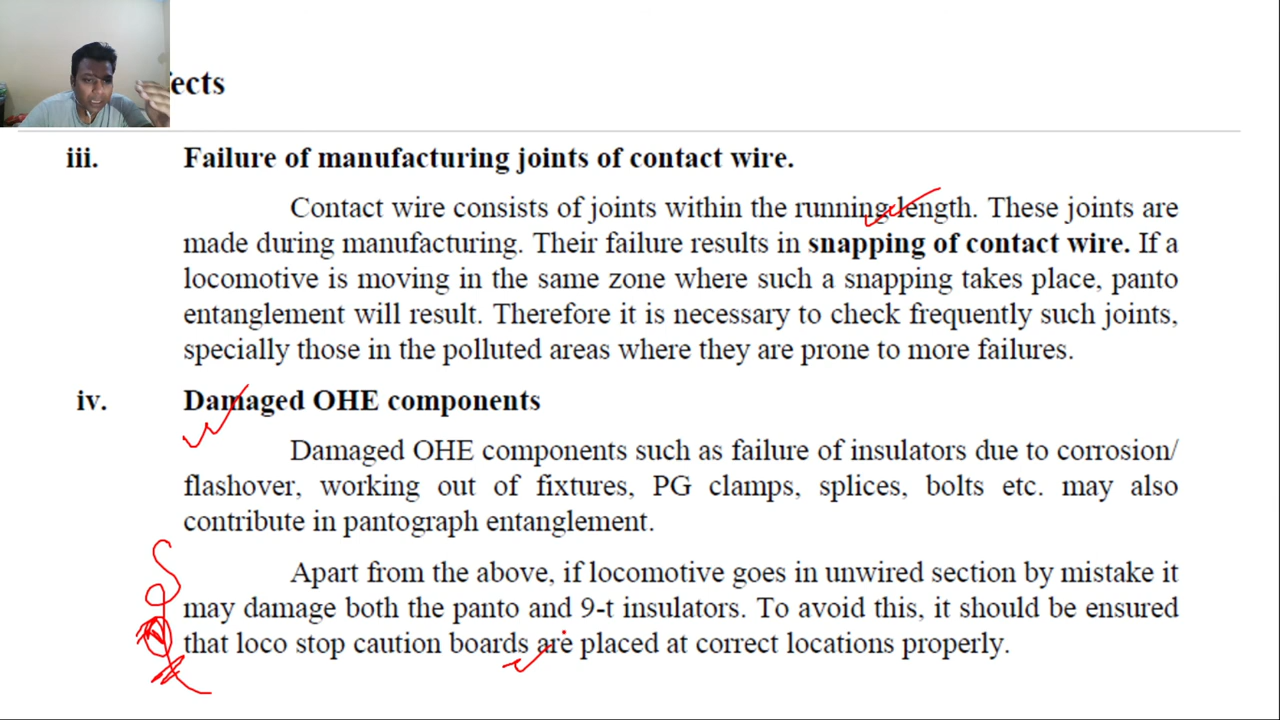 fects
iii. Failure of manufacturing joints of contact wire.
Contact wire consists of joints within the running length. These joints are
made during manufacturing. Their failure results in snapping of contact wire. If a
locomotive is moving in the same zone where such a snapping takes place, panto
entanglement will result. Therefore it is necessary to check frequently such joints,
specially those in the polluted areas where they are prone to more failures.
iv. Damaged OHE components
Damaged OHE components such as failure of insulators due to corrosion/
flashover, working out of fixtures, PG clamps, splices, bolts etc. may also
contribute in pantograph entanglement.
Apart from the above, if locomotive goes in unwired section by mistake it
may damage both the panto and 9-t insulators. To avoid this, it should be ensured
that loco stop caution boards are placed at correct locations properly.